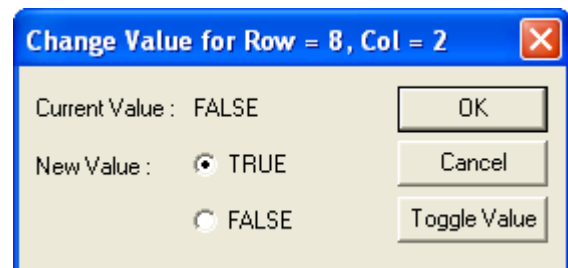 Change Value for Row = 8, Col = 2
Current Value : FALSE OK
New Value : TRUE Cancel
FALSE Toggle Value